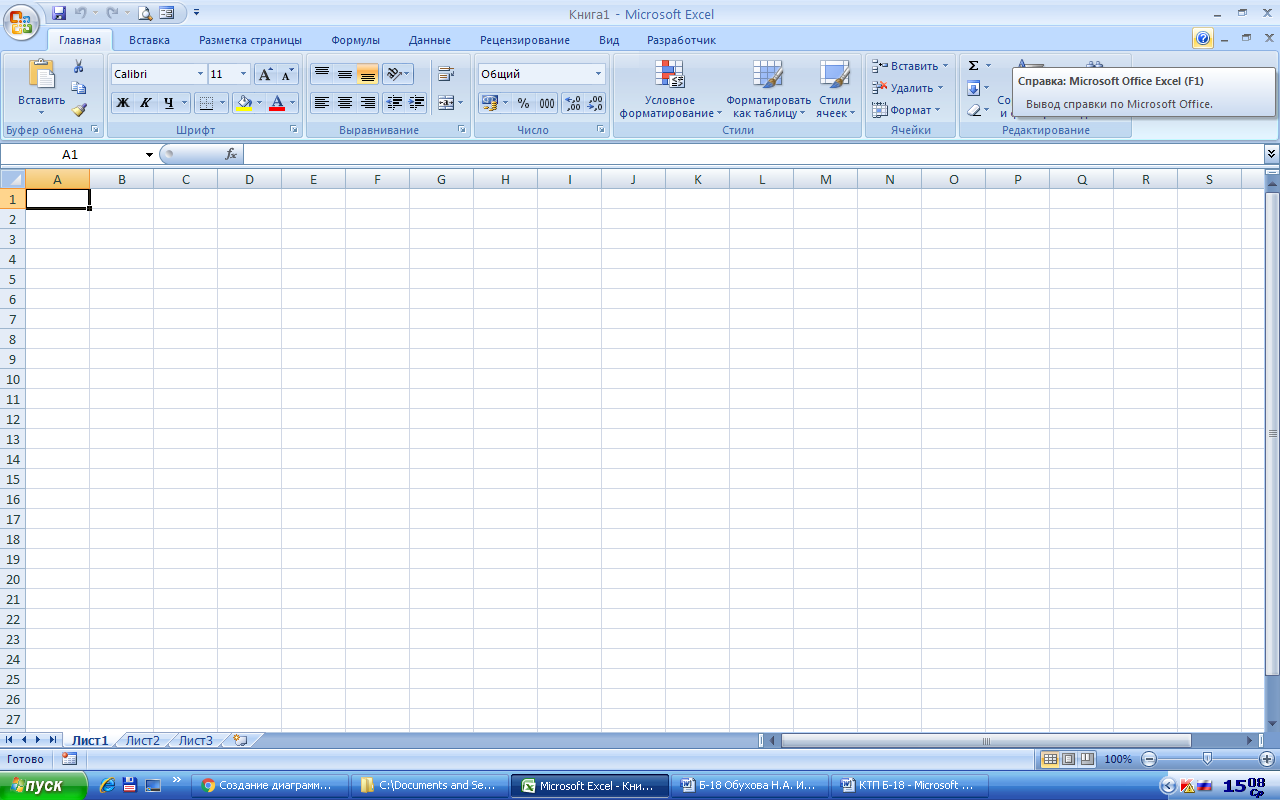 Книга1 - Microsoft Excel
Главная Вставка Разметка страницы Формулы Данные Рецензирование Вид Разработчик
Calibri 11 Общий
Вставить
Ж К Ч
% 000
Условное форматирование
Форматировать как таблицу
Стили ячеек
Вставить
Удалить
Формат
Σ
Справка: Microsoft Office Excel (F1)
Вывод справки по Microsoft Office.
Буфер обмена Шрифт Выравнивание Число Стили Ячейки Редактирование
A1 fx
A B C D E F G H I J K L M N O P Q R S
1
2
3
4
5
6
7
8
9
10
11
12
13
14
15
16
17
18
19
20
21
22
23
24
25
26
27
Лист1 Лист2 Лист3
Готово 100%
пуск Создание диаграмм... C:\Documents and Se... Microsoft Excel - Кни... Б-18 Обухова Н.А. И... КТП Б-18 - Microsoft ... 15 08 Ср